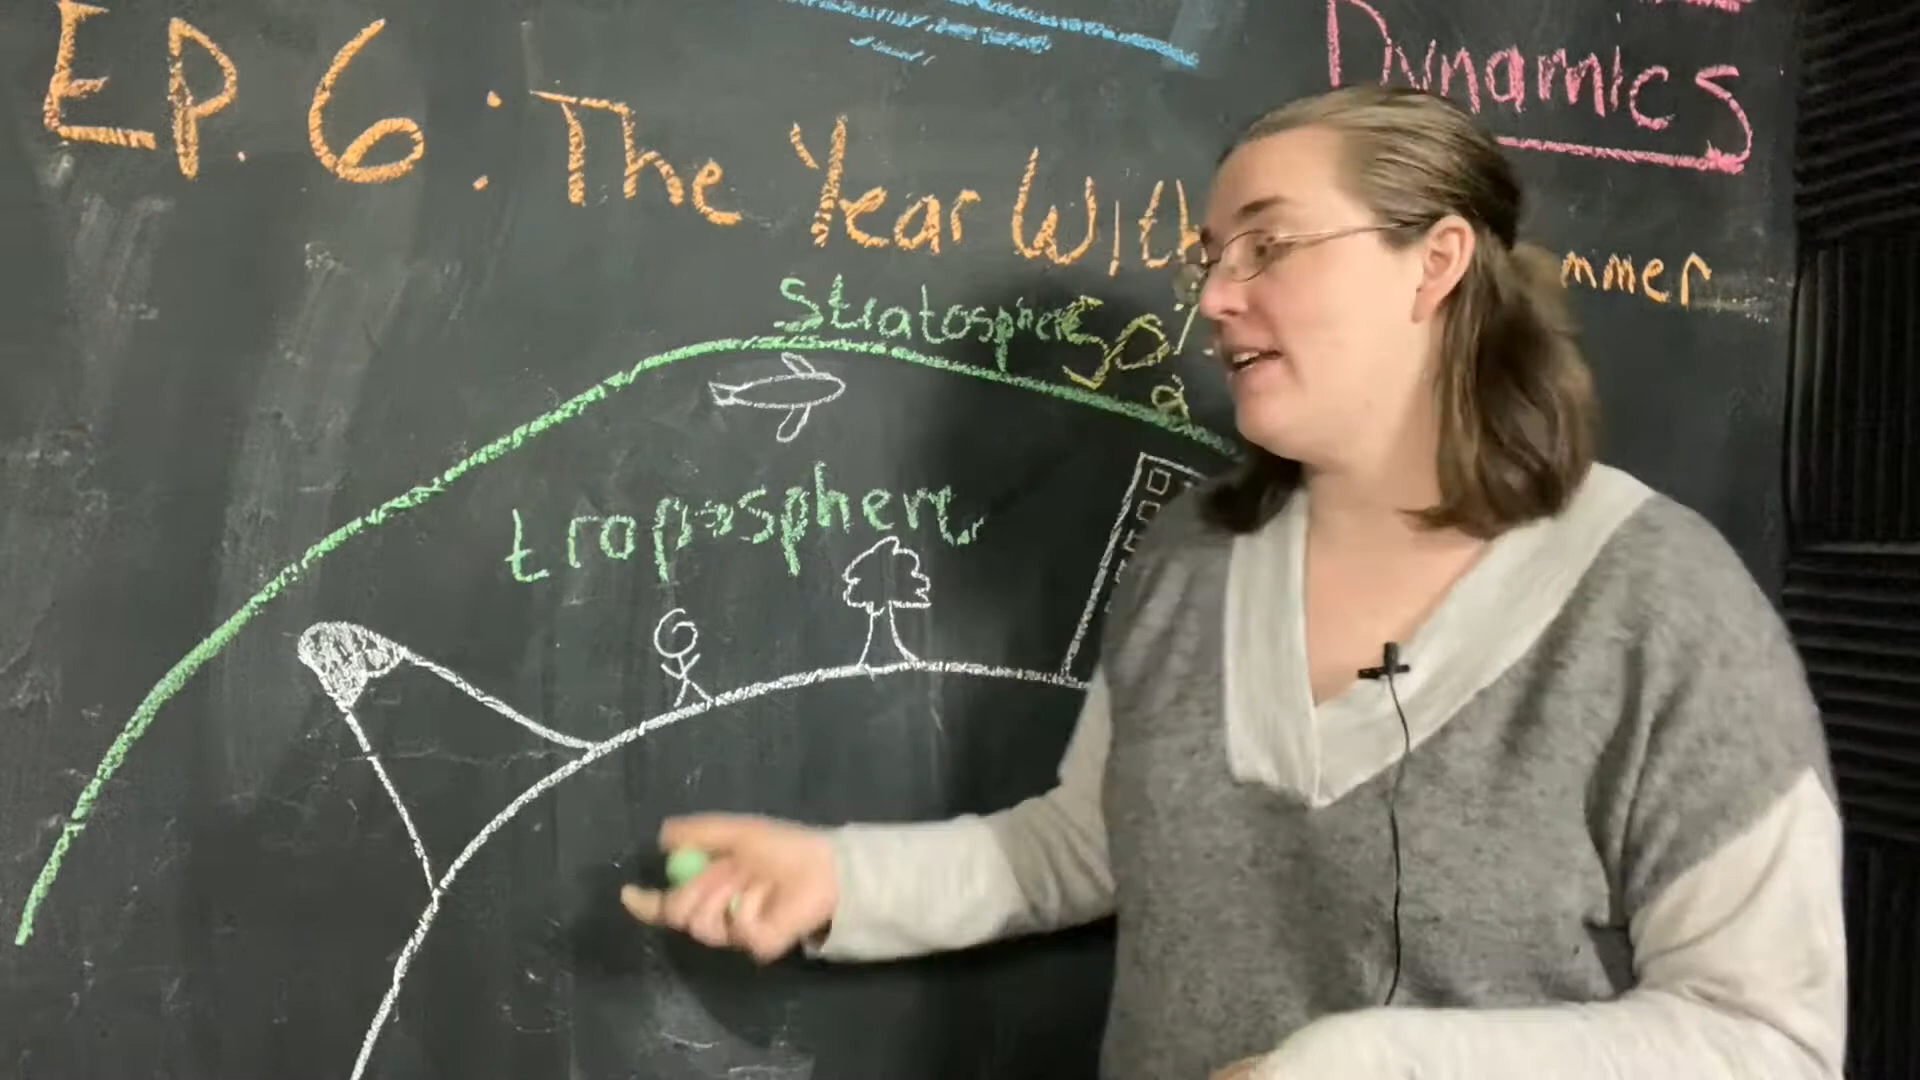 Dynamics
EP. 6: The Year With
mmer
Stratosphere
troposphere